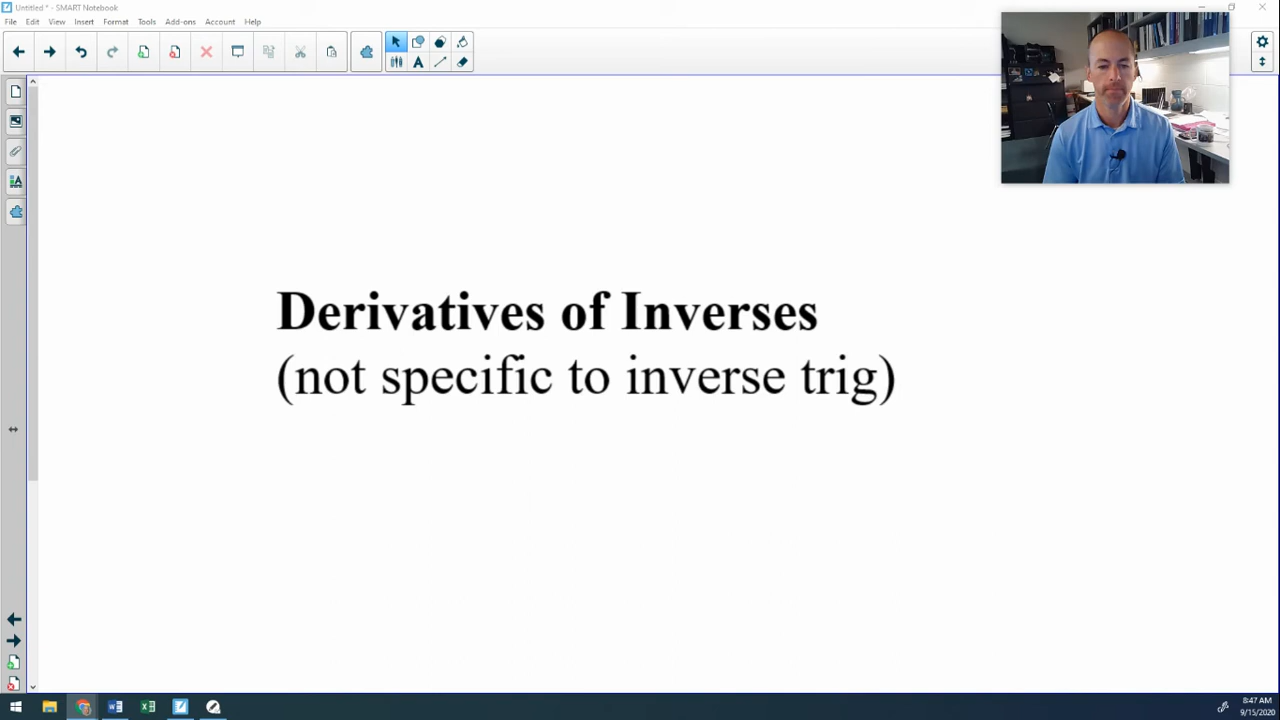 Untitled * - SMART Notebook
File Edit View Insert Format Tools Add-ons Account Help
Derivatives of Inverses
(not specific to inverse trig)
8:47 AM
9/15/2020